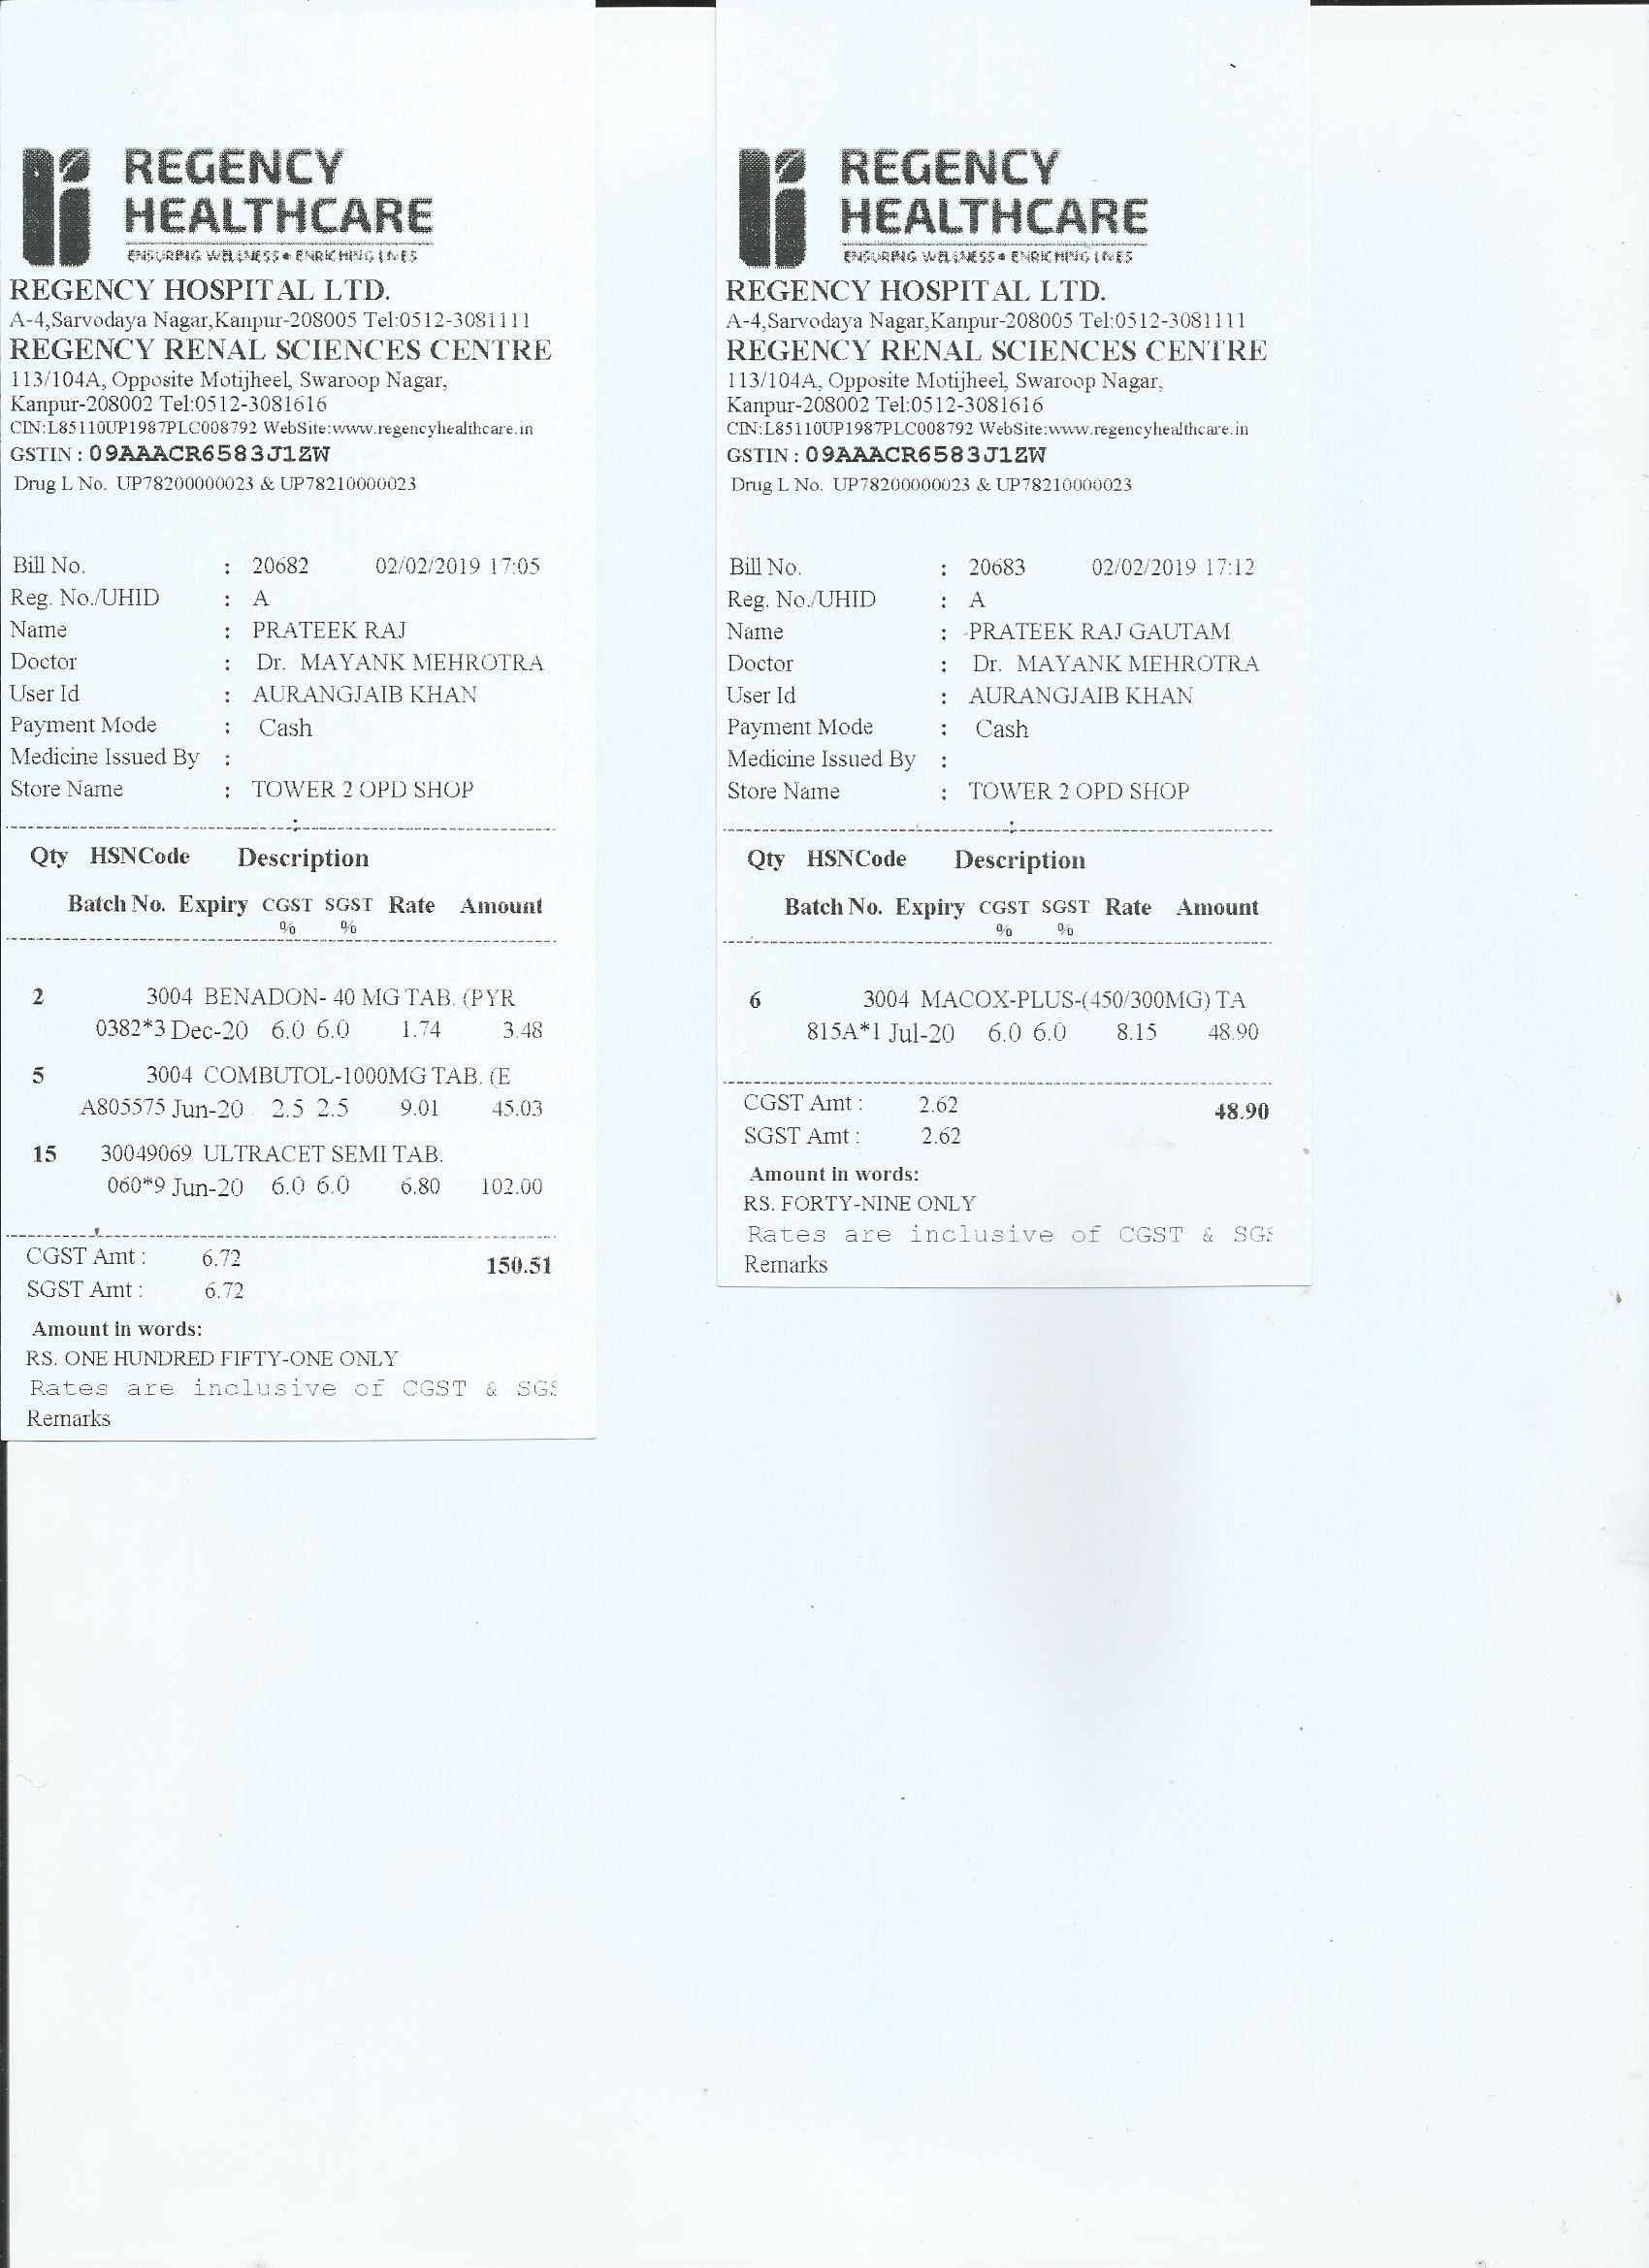 REGENCY
HEALTHCARE
ENSURING WELLNESS • ENRICHING LIVES
REGENCY HOSPITAL LTD.
A-4,Sarvodaya Nagar,Kanpur-208005 Tel:0512-3081111
REGENCY RENAL SCIENCES CENTRE
113/104A, Opposite Motijheel, Swaroop Nagar,
Kanpur-208002 Tel:0512-3081616
CIN:L85110UP1987PLC008792 WebSite:www.regencyhealthcare.in
GSTIN : 09AAACR6583J1ZW
Drug L No. UP78200000023 & UP78210000023
Bill No. : 20682 02/02/2019 17:05
Reg. No./UHID : A
Name : PRATEEK RAJ
Doctor : Dr. MAYANK MEHROTRA
User Id : AURANGJAIB KHAN
Payment Mode : Cash
Medicine Issued By :
Store Name : TOWER 2 OPD SHOP
Qty HSNCode Description
Batch No. Expiry CGST SGST Rate Amount
% %
2 3004 BENADON- 40 MG TAB. (PYR
0382*3 Dec-20 6.0 6.0 1.74 3.48
5 3004 COMBUTOL-1000MG TAB. (E
A805575 Jun-20 2.5 2.5 9.01 45.03
15 30049069 ULTRACET SEMI TAB.
060*9 Jun-20 6.0 6.0 6.80 102.00
CGST Amt : 6.72 150.51
SGST Amt : 6.72
Amount in words:
RS. ONE HUNDRED FIFTY-ONE ONLY
Rates are inclusive of CGST & SGS
Remarks
REGENCY
HEALTHCARE
ENSURING WELLNESS • ENRICHING LIVES
REGENCY HOSPITAL LTD.
A-4,Sarvodaya Nagar,Kanpur-208005 Tel:0512-3081111
REGENCY RENAL SCIENCES CENTRE
113/104A, Opposite Motijheel, Swaroop Nagar,
Kanpur-208002 Tel:0512-3081616
CIN:L85110UP1987PLC008792 WebSite:www.regencyhealthcare.in
GSTIN : 09AAACR6583J1ZW
Drug L No. UP78200000023 & UP78210000023
Bill No. : 20683 02/02/2019 17:12
Reg. No./UHID : A
Name : PRATEEK RAJ GAUTAM
Doctor : Dr. MAYANK MEHROTRA
User Id : AURANGJAIB KHAN
Payment Mode : Cash
Medicine Issued By :
Store Name : TOWER 2 OPD SHOP
Qty HSNCode Description
Batch No. Expiry CGST SGST Rate Amount
% %
6 3004 MACOX-PLUS-(450/300MG) TA
815A*1 Jul-20 6.0 6.0 8.15 48.90
CGST Amt : 2.62 48.90
SGST Amt : 2.62
Amount in words:
RS. FORTY-NINE ONLY
Rates are inclusive of CGST & SGS
Remarks